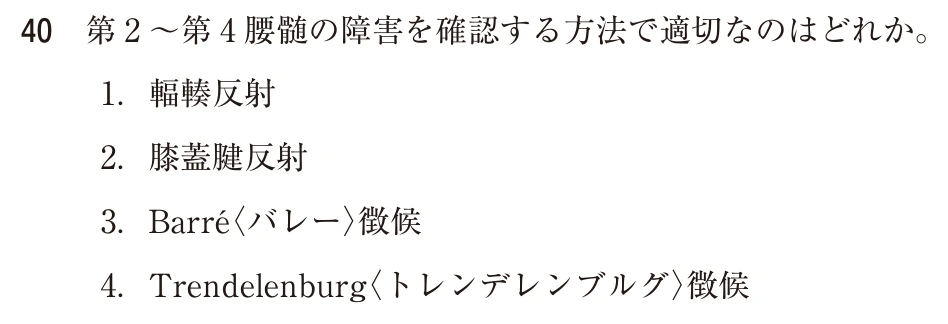 40 第2～第4腰髄の障害を確認する方法で適切なのはどれか。
1. 輻輳反射
2. 膝蓋腱反射
3. Barré〈バレー〉徴候
4. Trendelenburg〈トレンデレンブルグ〉徴候